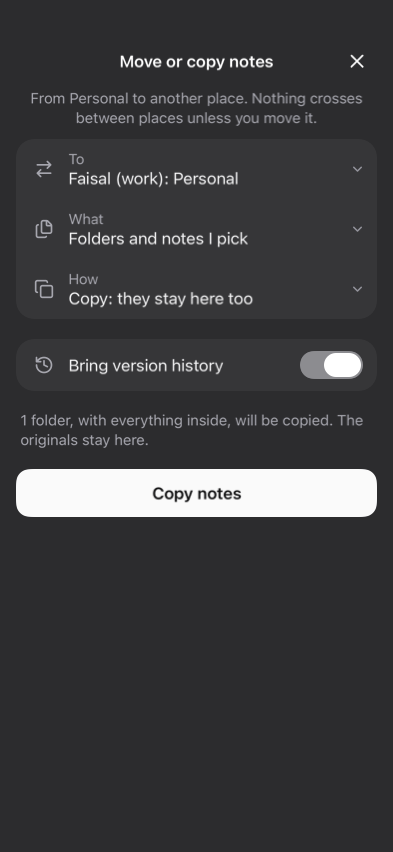 Move or copy notes
From Personal to another place. Nothing crosses
between places unless you move it.
To
Faisal (work): Personal
What
Folders and notes I pick
How
Copy: they stay here too
Bring version history
1 folder, with everything inside, will be copied. The
originals stay here.
Copy notes